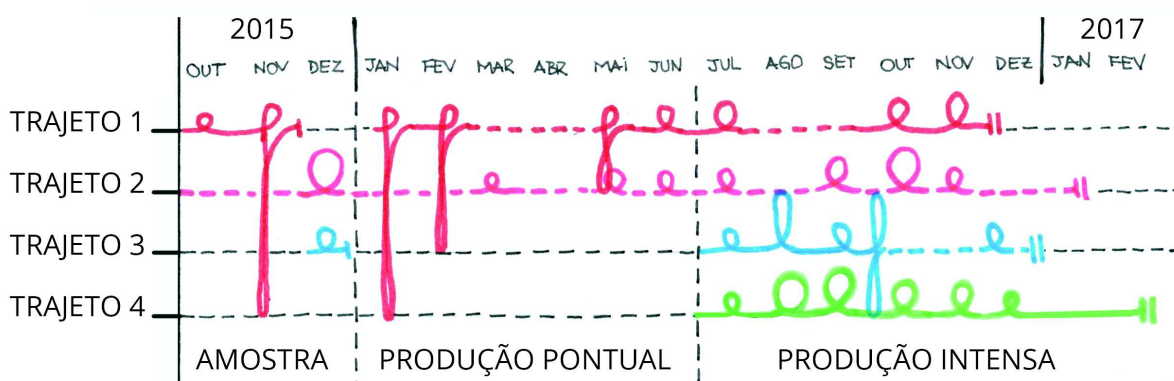 2015 2017
OUT NOV DEZ JAN FEV MAR ABR MAi JUN JUL AGO SET OUT NOV DEZ JAN FEV
TRAJETO 1
TRAJETO 2
TRAJETO 3
TRAJETO 4
AMOSTRA PRODUÇÃO PONTUAL PRODUÇÃO INTENSA